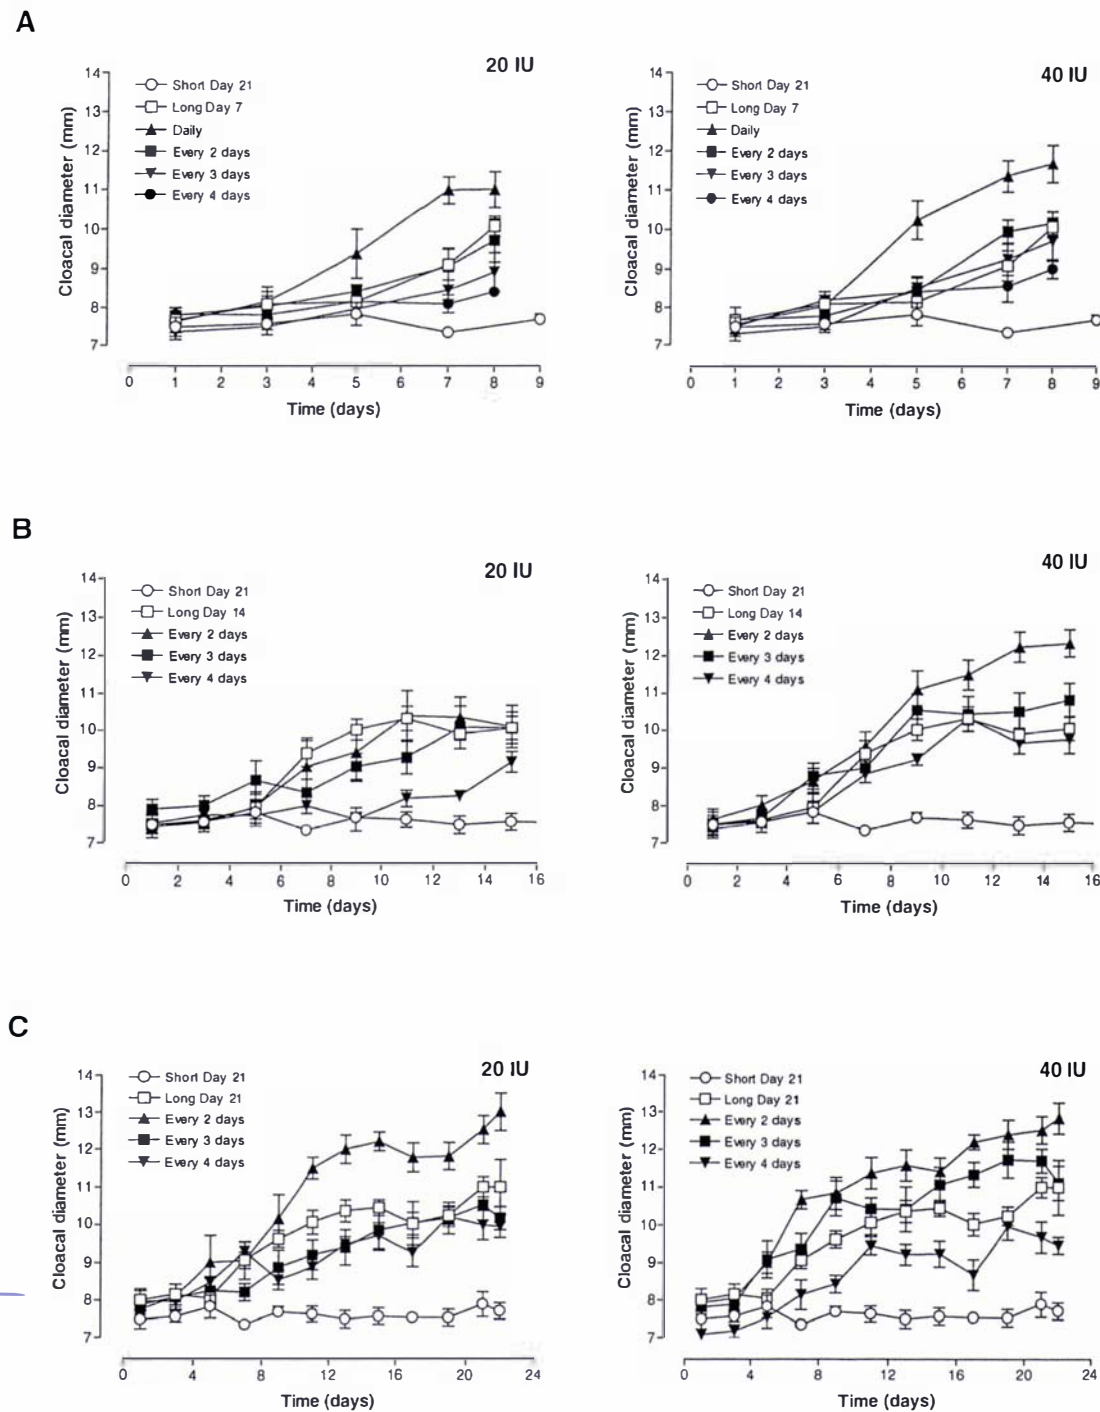 A
20 IU
Short Day 21
Long Day 7
Daily
Every 2 days
Every 3 days
Every 4 days
Cloacal diameter (mm)
14
13
12
11
10
9
8
7
0 1 2 3 4 5 6 7 8 9
Time (days)
40 IU
Short Day 21
Long Day 7
Daily
Every 2 days
Every 3 days
Every 4 days
Cloacal diameter (mm)
14
13
12
11
10
9
8
7
0 1 2 3 4 5 6 7 8 9
Time (days)
B
20 IU
Short Day 21
Long Day 14
Every 2 days
Every 3 days
Every 4 days
Cloacal diameter (mm)
14
13
12
11
10
9
8
7
0 2 4 6 8 10 12 14 16
Time (days)
40 IU
Short Day 21
Long Day 14
Every 2 days
Every 3 days
Every 4 days
Cloacal diameter (mm)
14
13
12
11
10
9
8
7
0 2 4 6 8 10 12 14 16
Time (days)
C
20 IU
Short Day 21
Long Day 21
Every 2 days
Every 3 days
Every 4 days
Cloacal diameter (mm)
14
13
12
11
10
9
8
7
0 4 8 12 16 20 24
Time (days)
40 IU
Short Day 21
Long Day 21
Every 2 days
Every 3 days
Every 4 days
Cloacal diameter (mm)
14
13
12
11
10
9
8
7
0 4 8 12 16 20 24
Time (days)